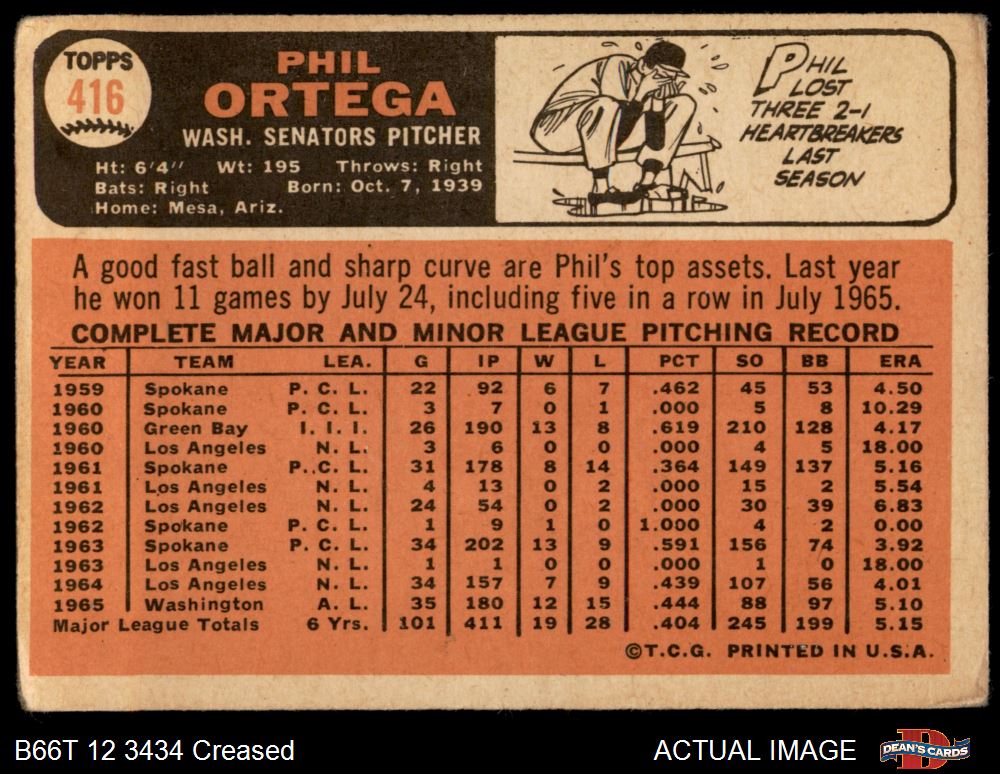 TOPPS
416
PHIL
ORTEGA
WASH. SENATORS PITCHER
Ht: 6'4" Wt: 195 Throws: Right
Bats: Right Born: Oct. 7, 1939
Home: Mesa, Ariz.
PHIL
LOST
THREE 2-1
HEARTBREAKERS
LAST
SEASON
A good fast ball and sharp curve are Phil's top assets. Last year
he won 11 games by July 24, including five in a row in July 1965.
COMPLETE MAJOR AND MINOR LEAGUE PITCHING RECORD
YEAR TEAM LEA. G IP W L PCT SO BB ERA
1959 Spokane P. C. L. 22 92 6 7 .462 45 53 4.50
1960 Spokane P. C. L. 3 7 0 1 .000 5 8 10.29
1960 Green Bay I. I. I. 26 190 13 8 .619 210 128 4.17
1960 Los Angeles N. L. 3 6 0 0 .000 4 5 18.00
1961 Spokane P. C. L. 31 178 8 14 .364 149 137 5.16
1961 Los Angeles N. L. 4 13 0 2 .000 15 2 5.54
1962 Los Angeles N. L. 24 54 0 2 .000 30 39 6.83
1962 Spokane P. C. L. 1 9 1 0 1.000 4 2 0.00
1963 Spokane P. C. L. 34 202 13 9 .591 156 74 3.92
1963 Los Angeles N. L. 1 1 0 0 .000 1 0 18.00
1964 Los Angeles N. L. 34 157 7 9 .439 107 56 4.01
1965 Washington A. L. 35 180 12 15 .444 88 97 5.10
Major League Totals 6 Yrs. 101 411 19 28 .404 245 199 5.15
©T.C.G. PRINTED IN U.S.A.
B66T 12 3434 Creased ACTUAL IMAGE
DEAN'S CARDS